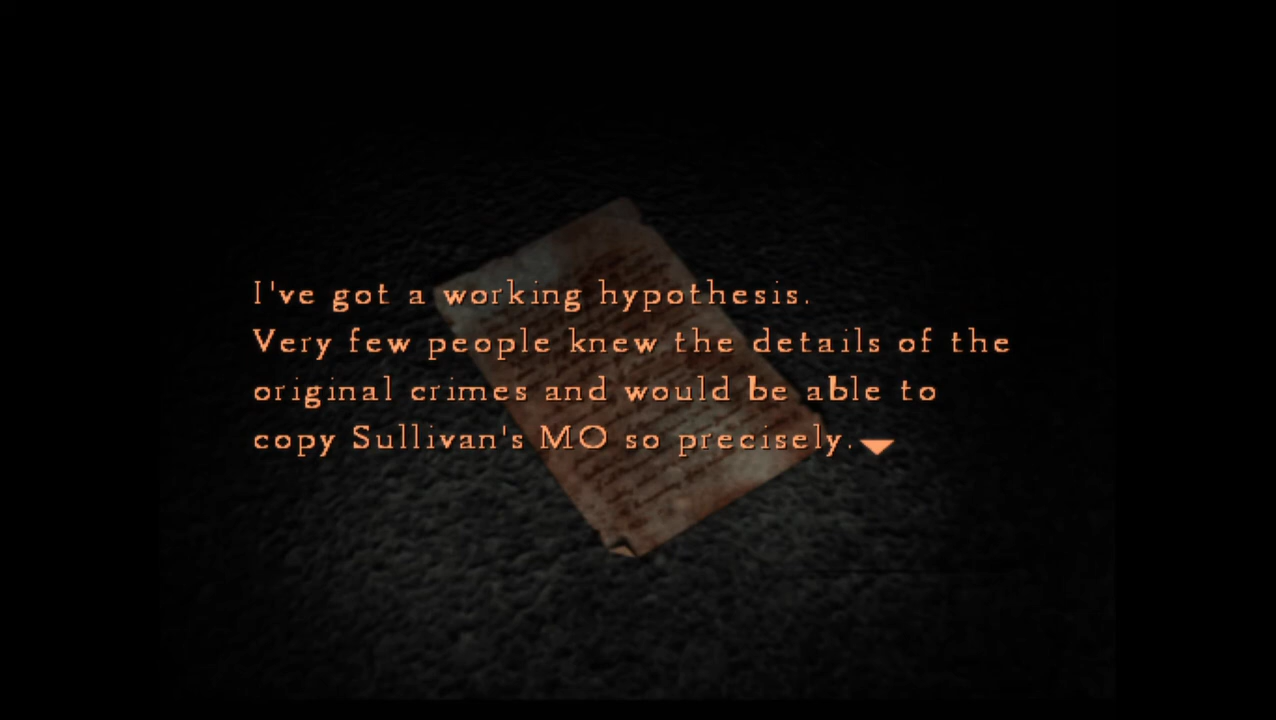 I've got a working hypothesis.
Very few people knew the details of the
original crimes and would be able to
copy Sullivan's MO so precisely.